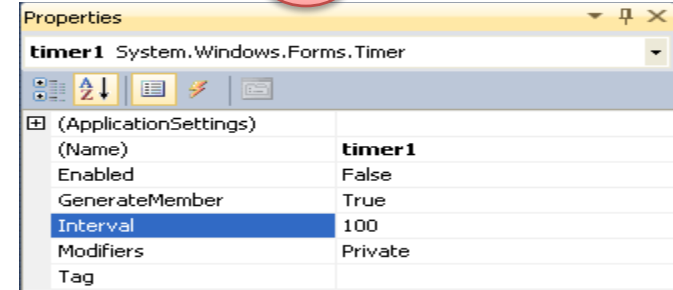 Properties
timer1 System.Windows.Forms.Timer
(ApplicationSettings)
(Name) timer1
Enabled False
GenerateMember True
Interval 100
Modifiers Private
Tag